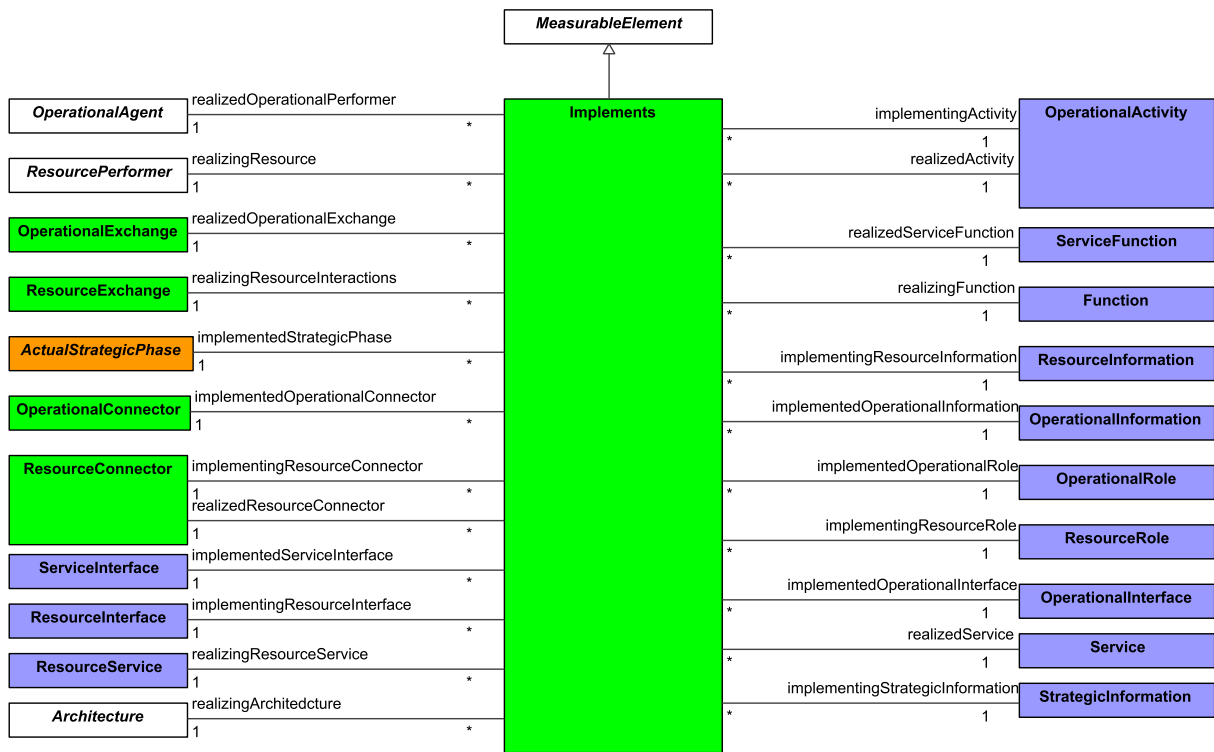 MeasurableElement
Implements
OperationalAgent
realizedOperationalPerformer
1
*
ResourcePerformer
realizingResource
1
*
OperationalExchange
realizedOperationalExchange
1
*
ResourceExchange
realizingResourceInteractions
1
*
ActualStrategicPhase
implementedStrategicPhase
1
*
OperationalConnector
implementedOperationalConnector
1
*
ResourceConnector
implementingResourceConnector
1
*
realizedResourceConnector
1
*
ServiceInterface
implementedServiceInterface
1
*
ResourceInterface
implementingResourceInterface
1
*
ResourceService
realizingResourceService
1
*
Architecture
realizingArchitedcture
1
*
implementingActivity
OperationalActivity
*
1
realizedActivity
*
1
realizedServiceFunction
ServiceFunction
*
1
realizingFunction
Function
*
1
implementingResourceInformation
ResourceInformation
*
1
implementedOperationalInformation
OperationalInformation
*
1
implementedOperationalRole
OperationalRole
*
1
implementingResourceRole
ResourceRole
*
1
implementedOperationalInterface
OperationalInterface
*
1
realizedService
Service
*
1
implementingStrategicInformation
StrategicInformation
*
1